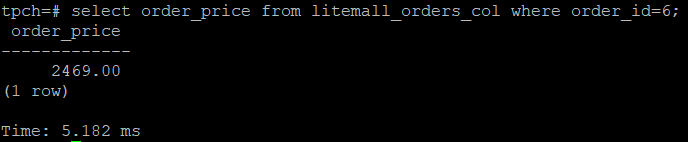 tpch=# select order_price from litemall_orders_col where order_id=6;
 order_price
-------------
     2469.00
(1 row)

Time: 5.182 ms